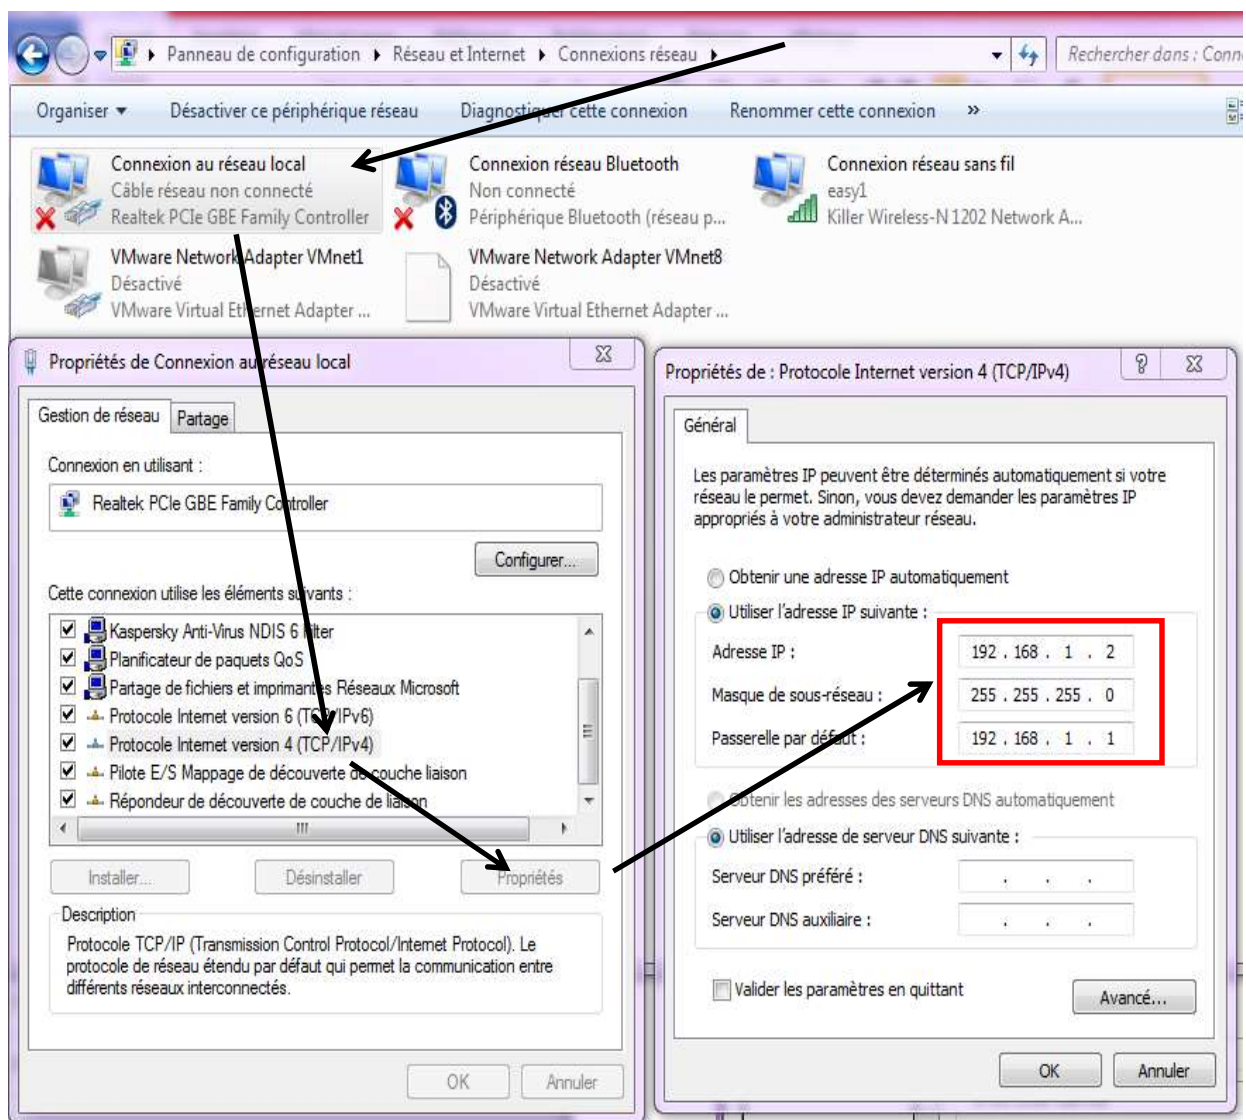 Panneau de configuration Réseau et Internet Connexions réseau
Rechercher dans : Conn
Organiser Désactiver ce périphérique réseau Diagnostiquer cette connexion Renommer cette connexion »
Connexion au réseau local
Câble réseau non connecté
Realtek PCIe GBE Family Controller
Connexion réseau Bluetooth
Non connecté
Périphérique Bluetooth (réseau p...
Connexion réseau sans fil
easy1
Killer Wireless-N 1202 Network A...
VMware Network Adapter VMnet1
Désactivé
VMware Virtual Ethernet Adapter ...
VMware Network Adapter VMnet8
Désactivé
VMware Virtual Ethernet Adapter ...
Propriétés de Connexion au réseau local
Gestion de réseau Partage
Connexion en utilisant :
Realtek PCIe GBE Family Controller
Configurer...
Cette connexion utilise les éléments suivants :
Kaspersky Anti-Virus NDIS 6 Filter
Planificateur de paquets QoS
Partage de fichiers et imprimantes Réseaux Microsoft
Protocole Internet version 6 (TCP/IPv6)
Protocole Internet version 4 (TCP/IPv4)
Pilote E/S Mappage de découverte de couche liaison
Répondeur de découverte de couche de liaison
Installer... Désinstaller Propriétés
Description
Protocole TCP/IP (Transmission Control Protocol/Internet Protocol). Le
protocole de réseau étendu par défaut qui permet la communication entre
différents réseaux interconnectés.
OK Annuler
Propriétés de : Protocole Internet version 4 (TCP/IPv4)
Général
Les paramètres IP peuvent être déterminés automatiquement si votre
réseau le permet. Sinon, vous devez demander les paramètres IP
appropriés à votre administrateur réseau.
Obtenir une adresse IP automatiquement
Utiliser l'adresse IP suivante :
Adresse IP : 192 . 168 . 1 . 2
Masque de sous-réseau : 255 . 255 . 255 . 0
Passerelle par défaut : 192 . 168 . 1 . 1
Obtenir les adresses des serveurs DNS automatiquement
Utiliser l'adresse de serveur DNS suivante :
Serveur DNS préféré : . . .
Serveur DNS auxiliaire : . . .
Valider les paramètres en quittant
Avancé...
OK Annuler